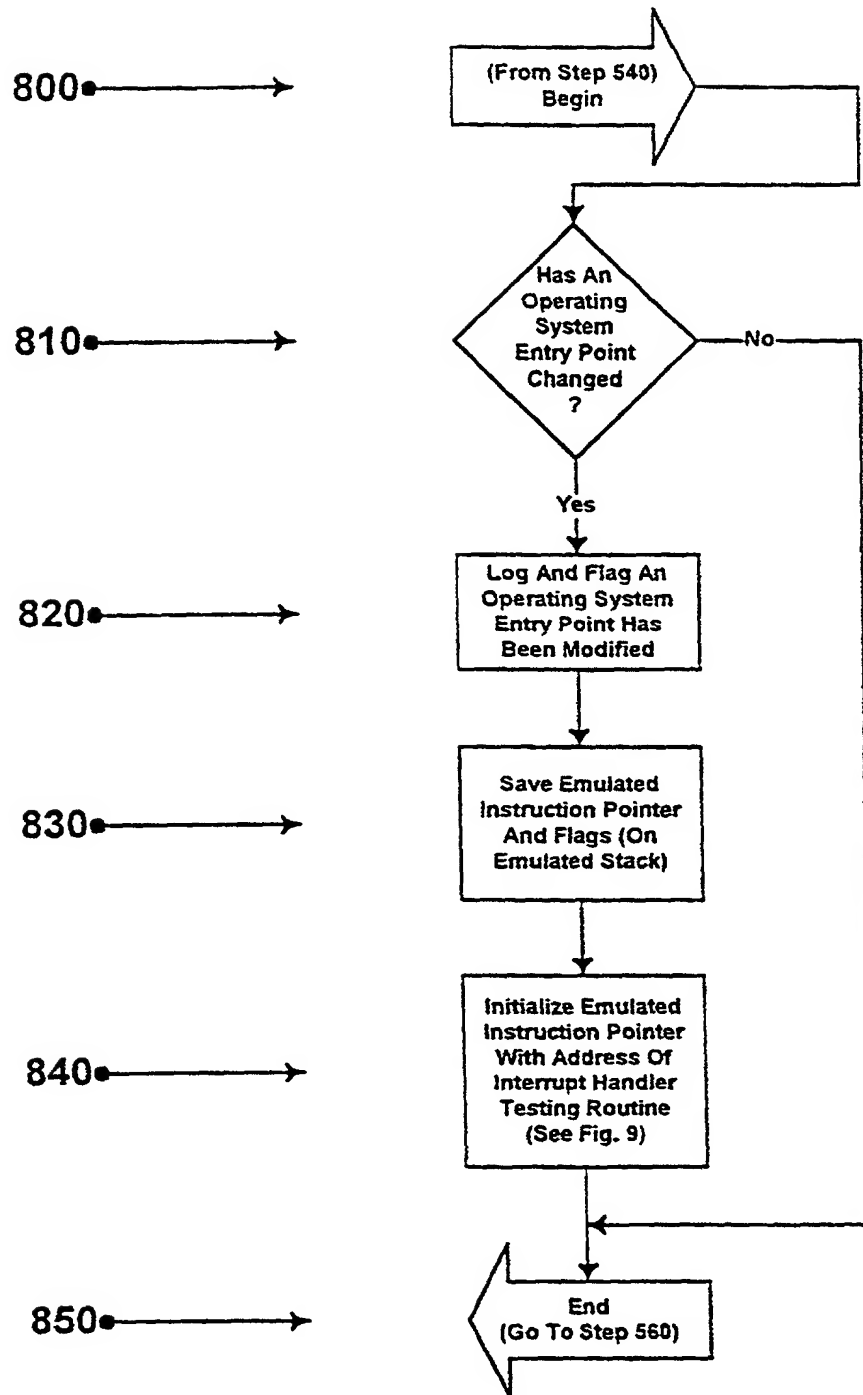 800
(From Step 540)
Begin
810
Has An
Operating
System
Entry Point
Changed
?
No
Yes
820
Log And Flag An
Operating System
Entry Point Has
Been Modified
830
Save Emulated
Instruction Pointer
And Flags (On
Emulated Stack)
840
Initialize Emulated
Instruction Pointer
With Address Of
Interrupt Handler
Testing Routine
(See Fig. 9)
850
End
(Go To Step 560)